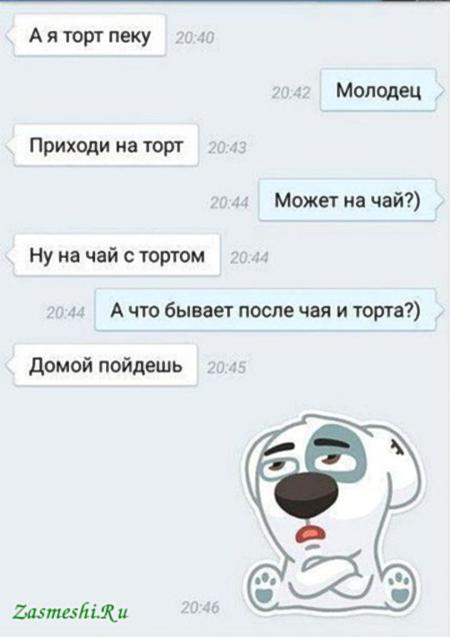 А я торт пеку 20:40
20:42 Молодец
Приходи на торт 20:43
20:44 Может на чай?)
Ну на чай с тортом 20:44
20:44 А что бывает после чая и торта?)
Домой пойдешь 20:45
20:46
Zasmeshi.Ru